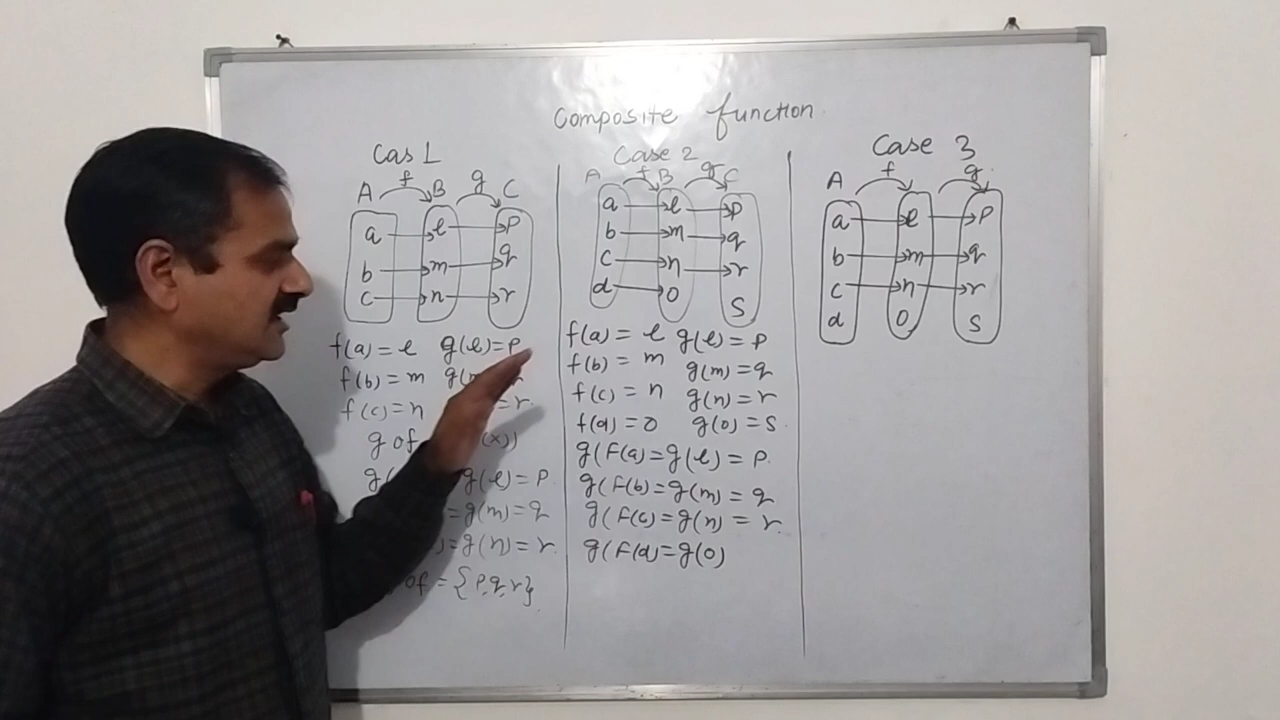 Composite function
Cas 1
A f B g C
a l p
b m q
c n r
f(a) = l g(l) = p
f(b) = m
f(c) = n = r
g of (x))
g(l) = p
= g(m) = q
= g(n) = r
of = {p, q, r}
Case 2
A f B g C
a l p
b m q
c n r
d o s
f(a) = l g(l) = p
f(b) = m g(m) = q
f(c) = n g(n) = r
f(d) = o g(o) = s
g(f(a) = g(l) = p
g(f(b) = g(m) = q
g(f(c) = g(n) = r
g(f(d) = g(o)
Case 3
A f g
a l p
b m q
c n r
d o s